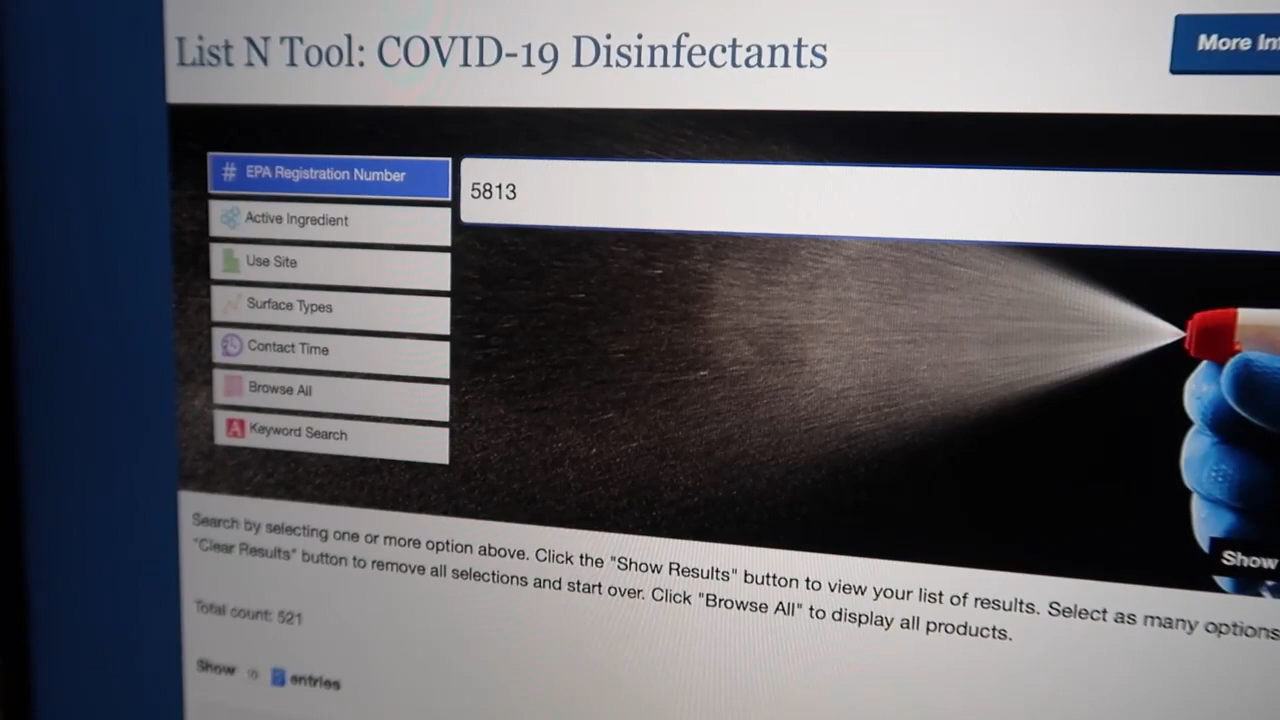 List N Tool: COVID-19 Disinfectants
More In
# EPA Registration Number
5813
Active Ingredient
Use Site
Surface Types
Contact Time
Browse All
A Keyword Search
Show
Search by selecting one or more option above. Click the "Show Results" button to view your list of results. Select as many options
"Clear Results" button to remove all selections and start over. Click "Browse All" to display all products.
Total count: 521
Show 10 entries